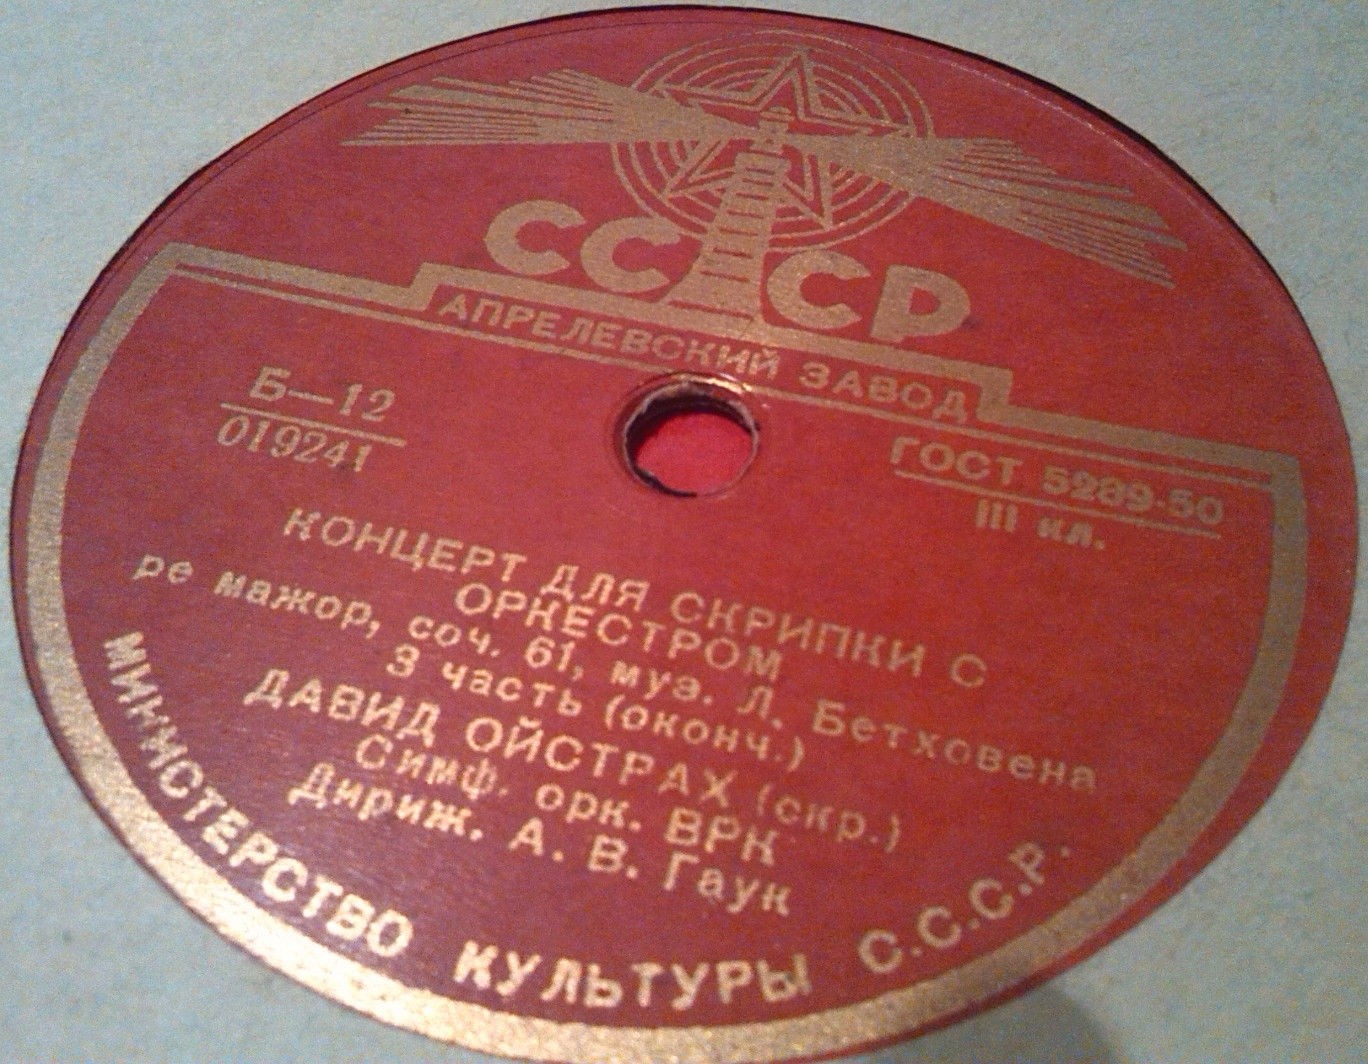 СССР
АПРЕЛЕВСКИЙ ЗАВОД
Б—12
019241
ГОСТ 5289-50
III кл.
КОНЦЕРТ ДЛЯ СКРИПКИ С
ОРКЕСТРОМ
ре мажор, соч. 61, муз. Л. Бетховена
3 часть (оконч.)
ДАВИД ОЙСТРАХ (скр.)
Симф. орк. ВРК
Дириж. А. В. Гаук
МИНИСТЕРСТВО КУЛЬТУРЫ С.С.С.Р.